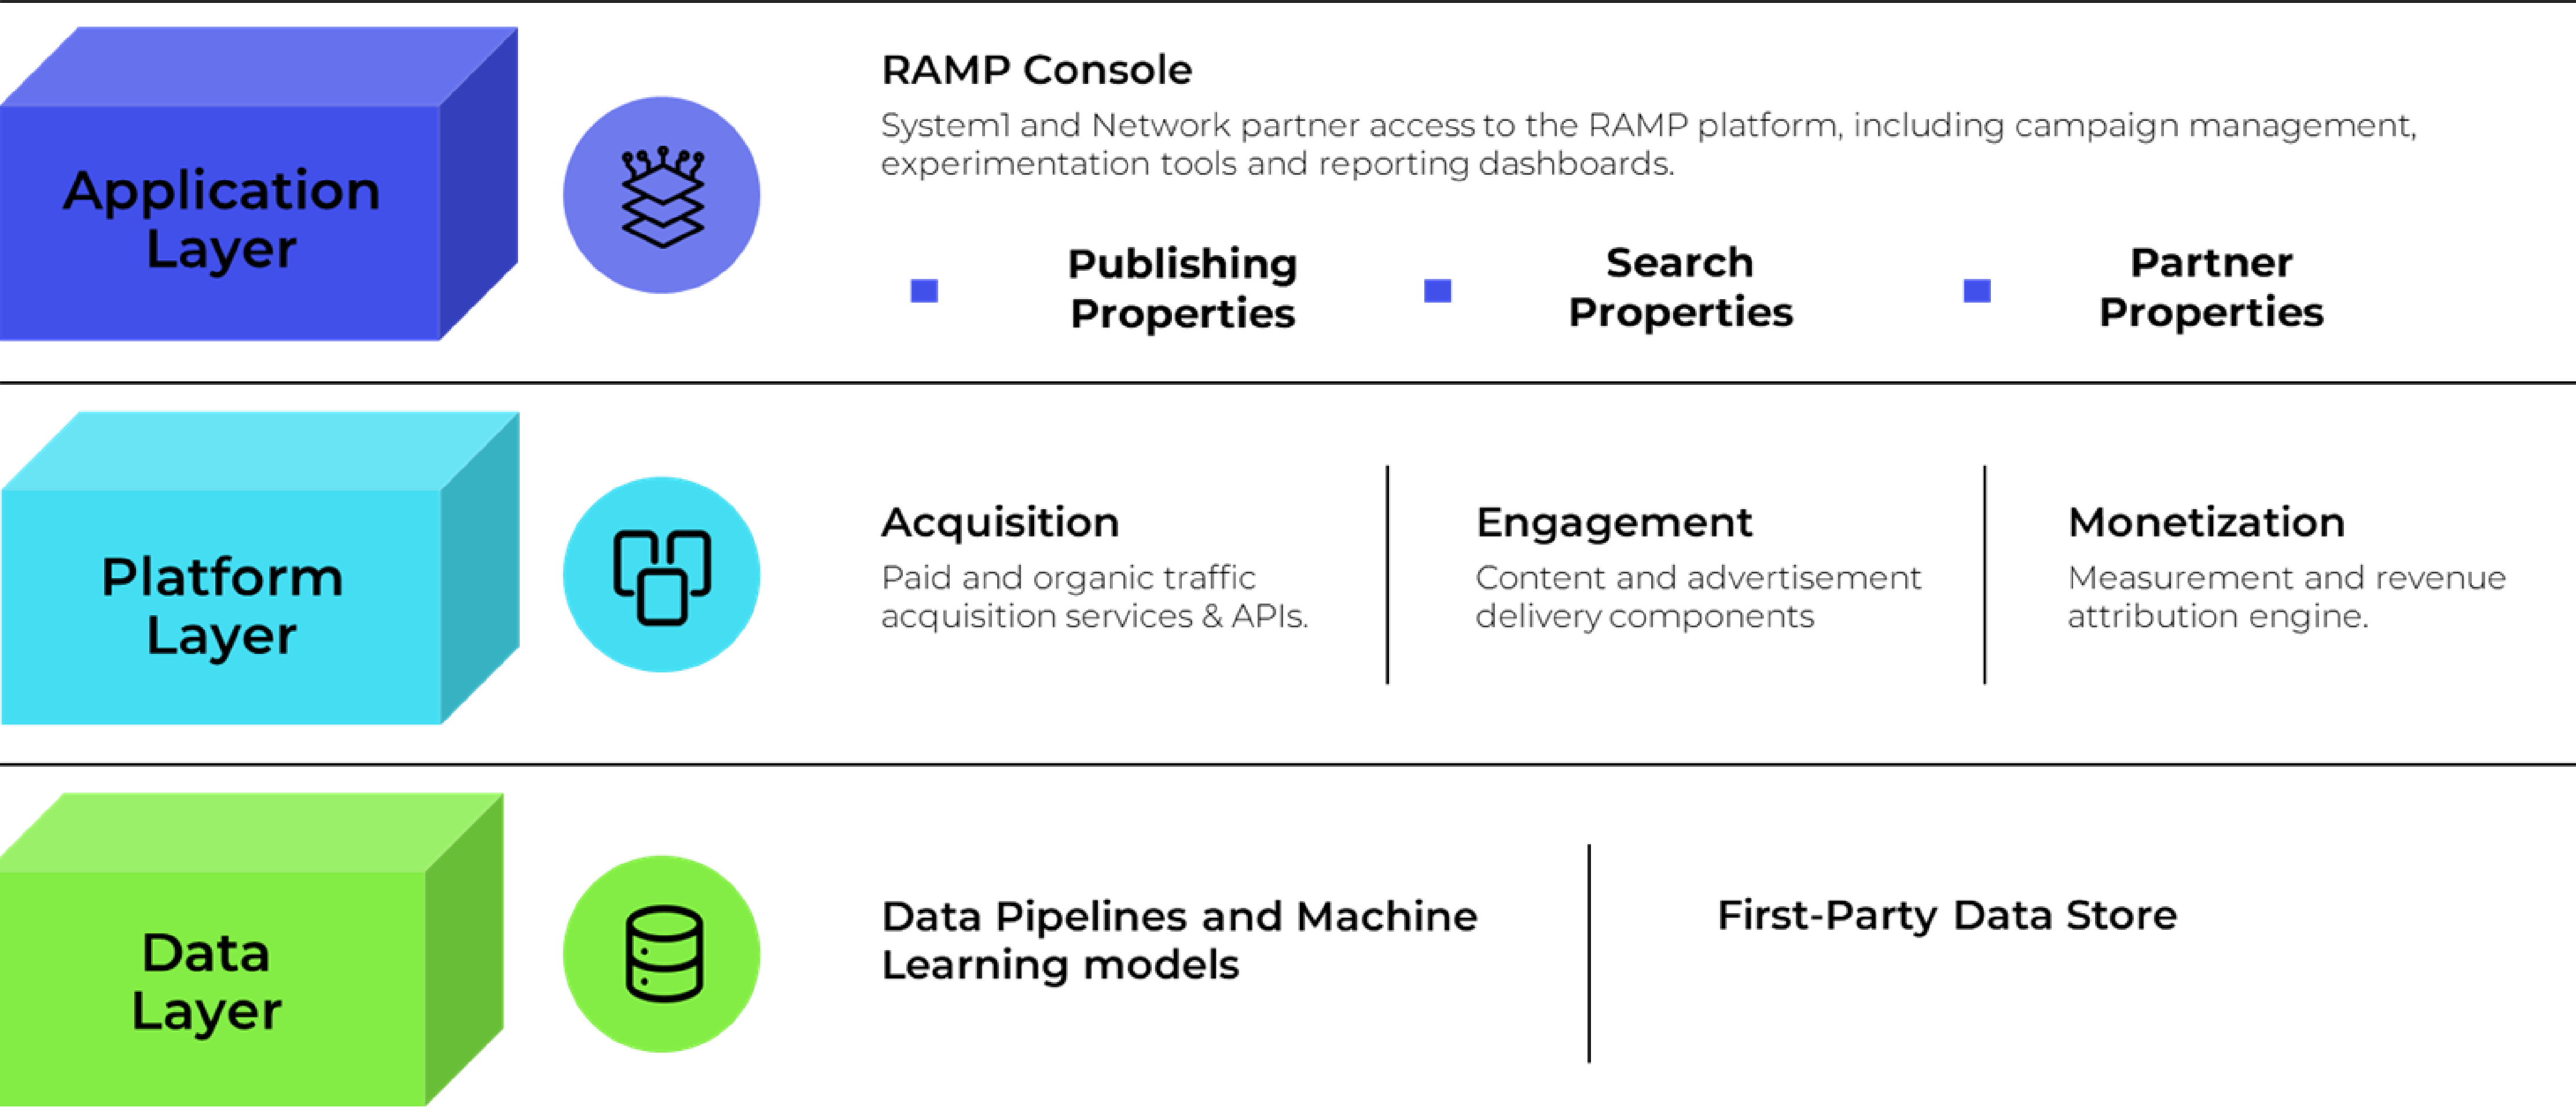 Application
Layer
RAMP Console
System1 and Network partner access to the RAMP platform, including campaign management,
experimentation tools and reporting dashboards.
Publishing
Properties
Search
Properties
Partner
Properties
Platform
Layer
Acquisition
Paid and organic traffic
acquisition services & APIs.
Engagement
Content and advertisement
delivery components
Monetization
Measurement and revenue
attribution engine.
Data
Layer
Data Pipelines and Machine
Learning models
First-Party Data Store